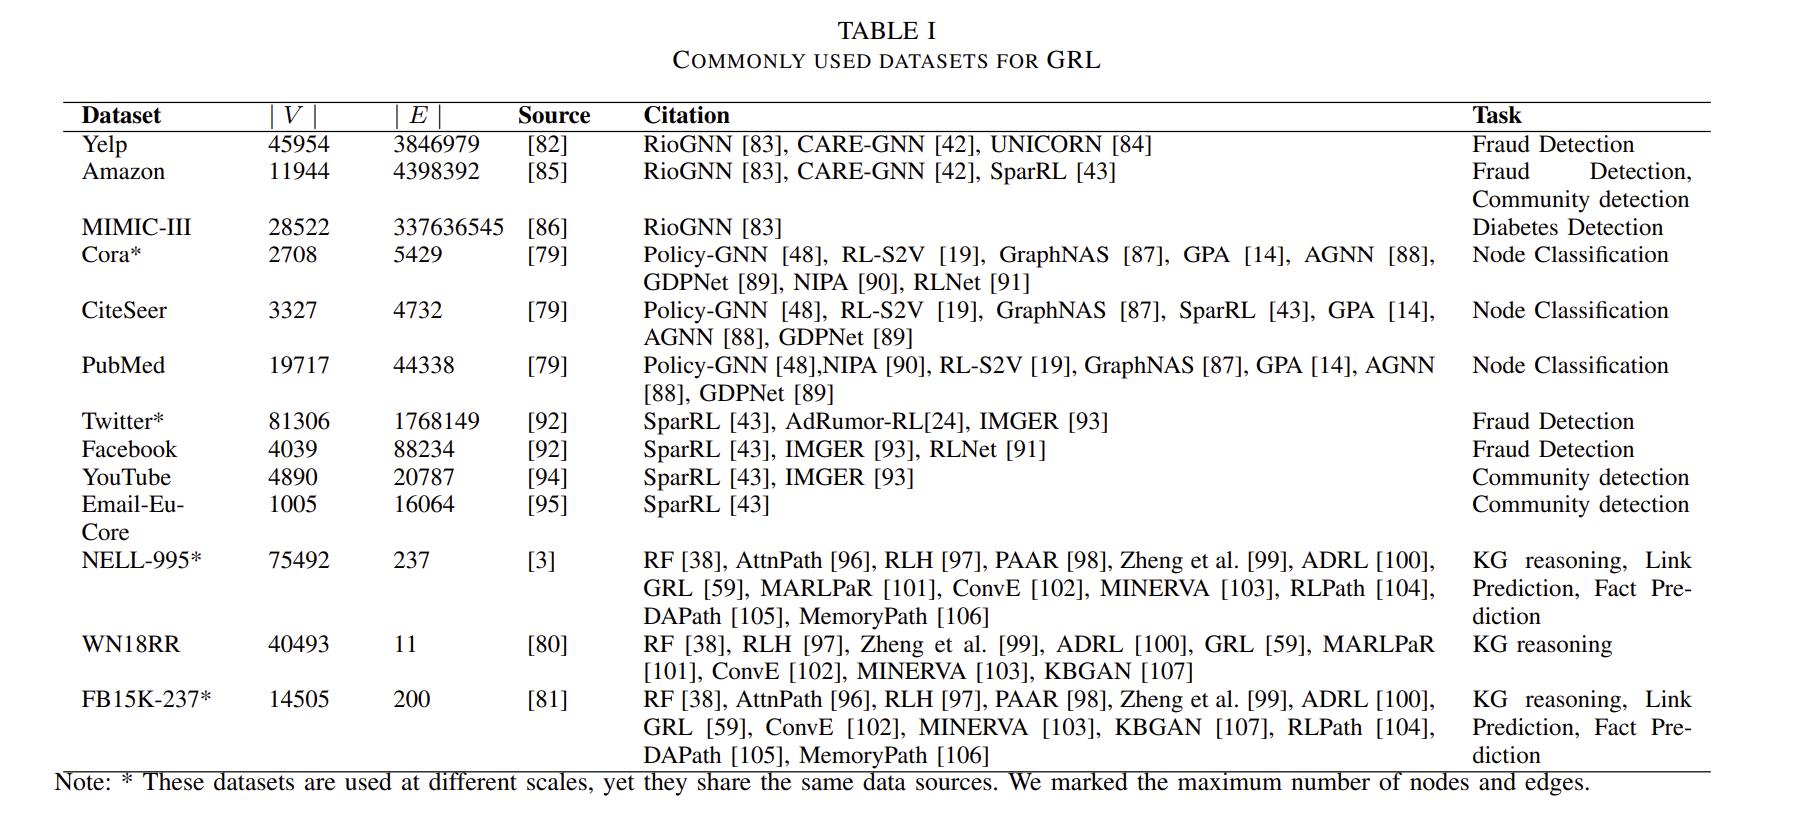 TABLE I
COMMONLY USED DATASETS FOR GRL
Dataset | V | | E | Source Citation Task
Yelp 45954 3846979 [82] RioGNN [83], CARE-GNN [42], UNICORN [84] Fraud Detection
Amazon 11944 4398392 [85] RioGNN [83], CARE-GNN [42], SparRL [43] Fraud Detection,
Community detection
MIMIC-III 28522 337636545 [86] RioGNN [83] Diabetes Detection
Cora* 2708 5429 [79] Policy-GNN [48], RL-S2V [19], GraphNAS [87], GPA [14], AGNN [88], Node Classification
GDPNet [89], NIPA [90], RLNet [91]
CiteSeer 3327 4732 [79] Policy-GNN [48], RL-S2V [19], GraphNAS [87], SparRL [43], GPA [14], Node Classification
AGNN [88], GDPNet [89]
PubMed 19717 44338 [79] Policy-GNN [48],NIPA [90], RL-S2V [19], GraphNAS [87], GPA [14], AGNN Node Classification
[88], GDPNet [89]
Twitter* 81306 1768149 [92] SparRL [43], AdRumor-RL[24], IMGER [93] Fraud Detection
Facebook 4039 88234 [92] SparRL [43], IMGER [93], RLNet [91] Fraud Detection
YouTube 4890 20787 [94] SparRL [43], IMGER [93] Community detection
Email-Eu- 1005 16064 [95] SparRL [43] Community detection
Core
NELL-995* 75492 237 [3] RF [38], AttnPath [96], RLH [97], PAAR [98], Zheng et al. [99], ADRL [100], KG reasoning, Link
GRL [59], MARLPaR [101], ConvE [102], MINERVA [103], RLPath [104], Prediction, Fact Pre-
DAPath [105], MemoryPath [106] diction
WN18RR 40493 11 [80] RF [38], RLH [97], Zheng et al. [99], ADRL [100], GRL [59], MARLPaR KG reasoning
[101], ConvE [102], MINERVA [103], KBGAN [107]
FB15K-237* 14505 200 [81] RF [38], AttnPath [96], RLH [97], PAAR [98], Zheng et al. [99], ADRL [100], KG reasoning, Link
GRL [59], ConvE [102], MINERVA [103], KBGAN [107], RLPath [104], Prediction, Fact Pre-
DAPath [105], MemoryPath [106] diction
Note: * These datasets are used at different scales, yet they share the same data sources. We marked the maximum number of nodes and edges.